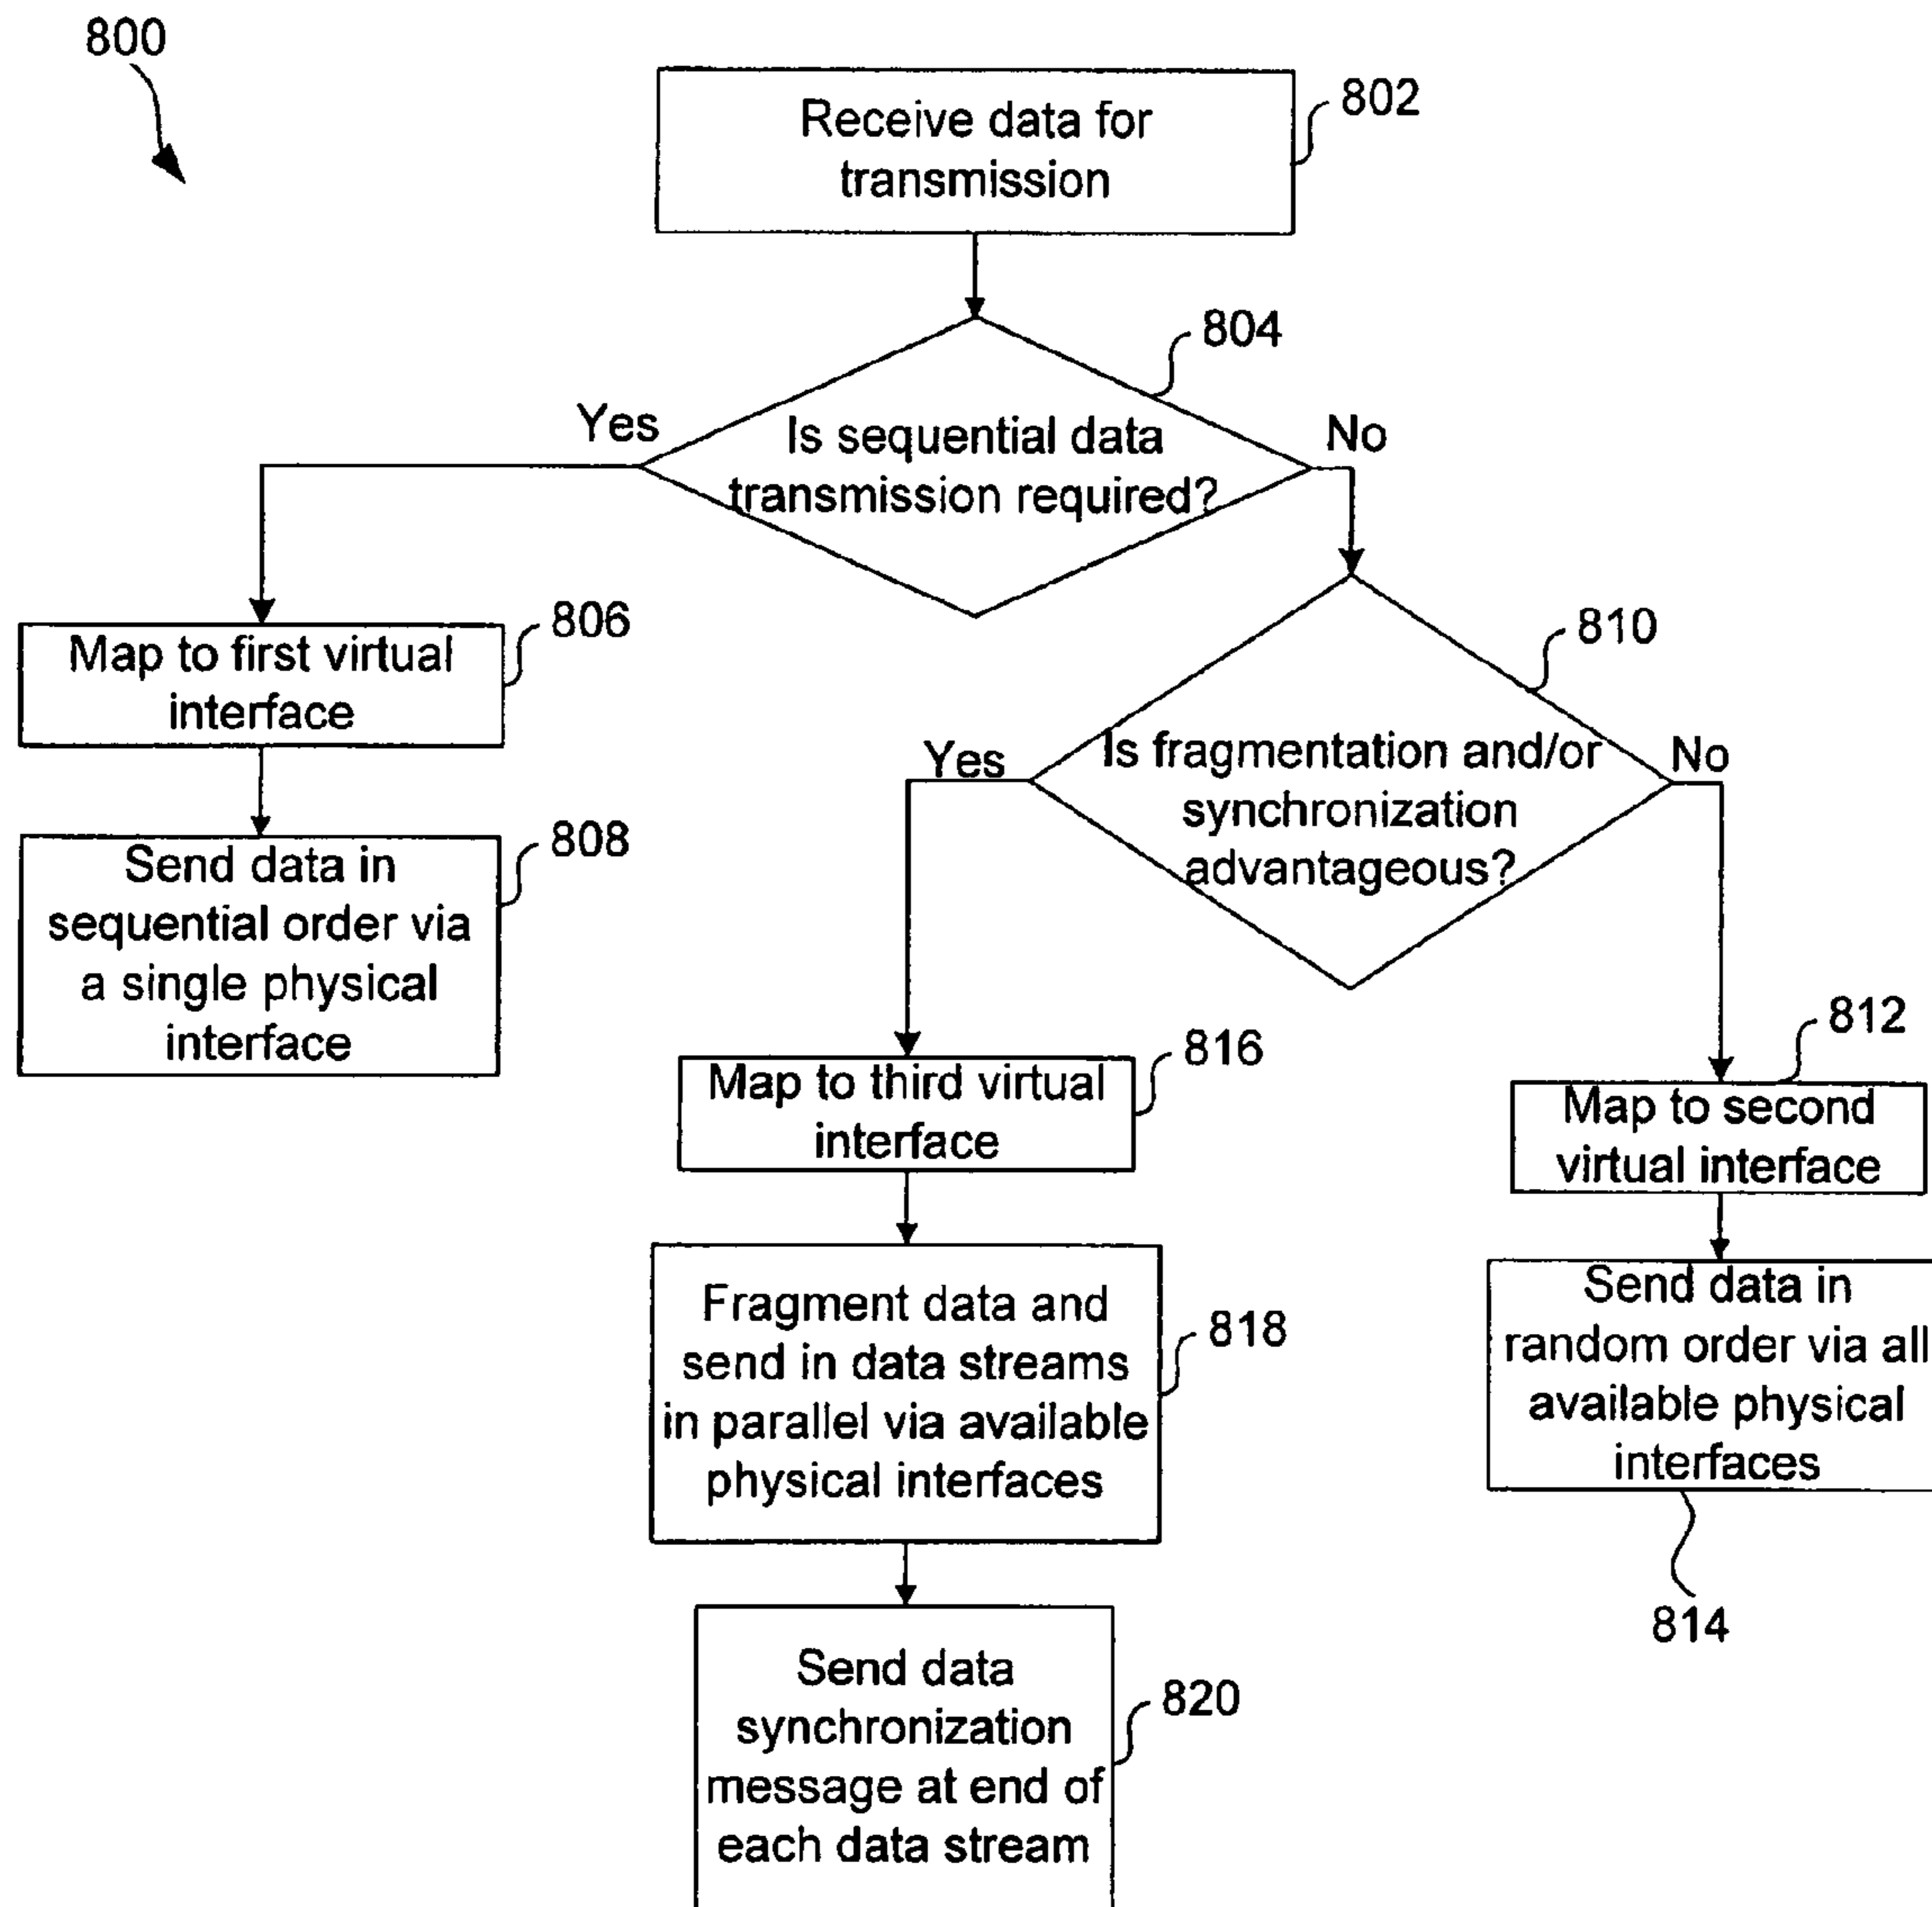 800
Receive data for
transmission
802
804
Yes
Is sequential data
transmission required?
No
Map to first virtual
interface
806
Send data in
sequential order via
a single physical
interface
808
810
Yes
Is fragmentation and/or
synchronization
advantageous?
No
812
Map to second
virtual interface
Send data in
random order via all
available physical
interfaces
814
Map to third virtual
interface
816
Fragment data and
send in data streams
in parallel via available
physical interfaces
818
Send data
synchronization
message at end of
each data stream
820